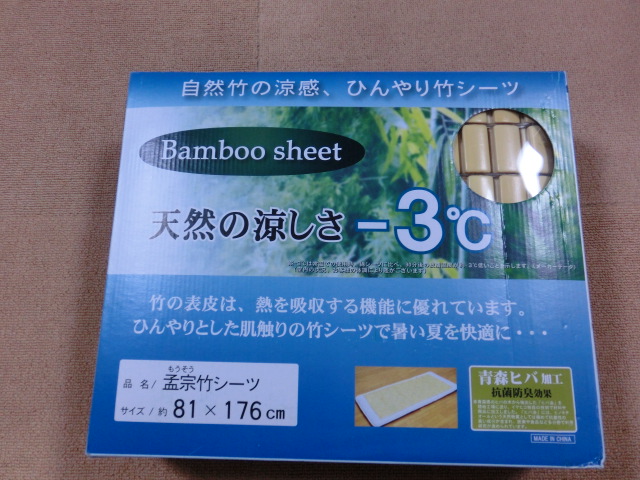 自然竹の涼感、ひんやり竹シーツ
Bamboo sheet
天然の涼しさ -3℃
竹の表皮は、熱を吸収する機能に優れています。
ひんやりとした肌触りの竹シーツで暑い夏を快適に・・・
もうそう
品 名/孟宗竹シーツ
サイズ/約 81×176cm
青森ヒバ加工
抗菌防臭効果
MADE IN CHINA